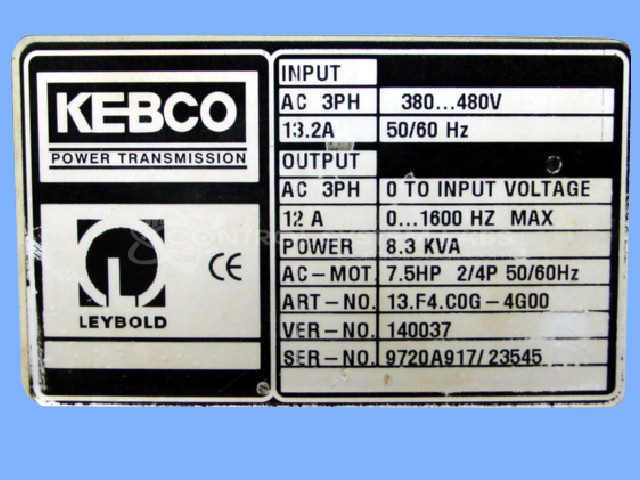 KEBCO
POWER TRANSMISSION
CE
LEYBOLD
INPUT
AC 3PH 380...480V
13.2A 50/60 Hz
OUTPUT
AC 3PH 0 TO INPUT VOLTAGE
12 A 0...1600 HZ MAX
POWER 8.3 KVA
AC-MOT. 7.5HP 2/4P 50/60Hz
ART-NO. 13.F4.C0G-4G00
VER-NO. 140037
SER-NO. 9720A917/23545